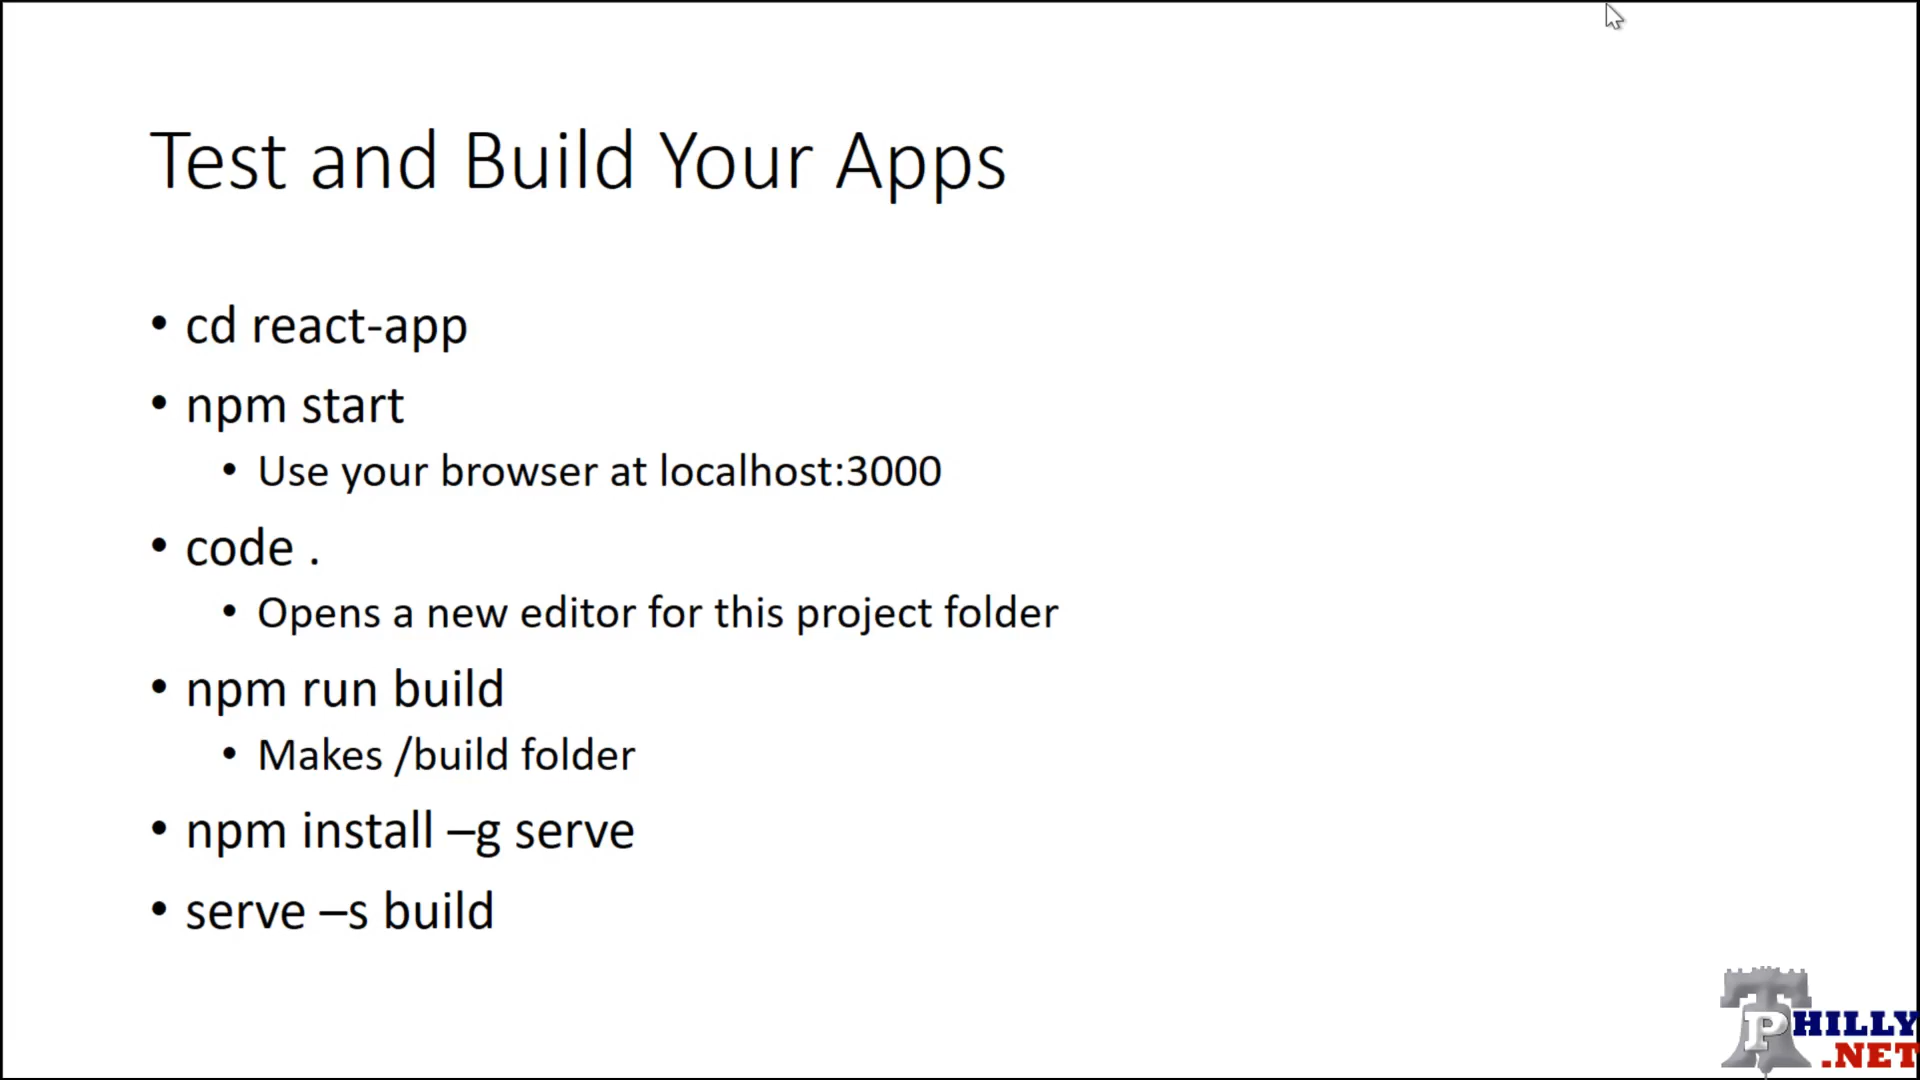 Test and Build Your Apps
• cd react-app
• npm start
• Use your browser at localhost:3000
• code .
• Opens a new editor for this project folder
• npm run build
• Makes /build folder
• npm install –g serve
• serve –s build
PHILLY
.NET